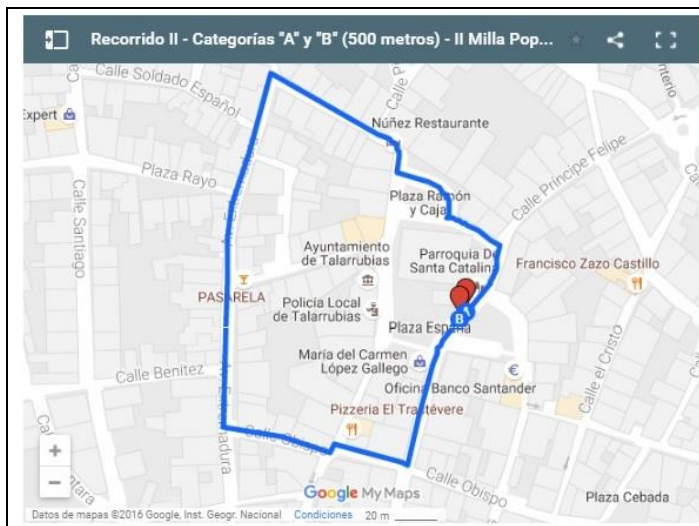 Recorrido II - Categorías "A" y "B" (500 metros) - II Milla Pop...
Calle Soldado Español
Expert
Núñez Restaurante
Plaza Rayo
Calle Príncipe Felipe
Plaza Ramón
y Cajal
Calle Santiago
Ayuntamiento
de Talarrubias
Parroquia De
Santa Catalina
Francisco Zazo Castillo
PASARELA
Policía Local
de Talarrubias
Plaza España
B
María del Carmen
López Gallego
Calle Benítez
Oficina Banco Santander
Calle el Cristo
Pizzeria El Trastévere
Calle Obispo
Calle Obispo
Plaza Cebada
+
−
Google My Maps
Datos de mapas ©2016 Google, Inst. Geogr. Nacional
Condiciones
20 m